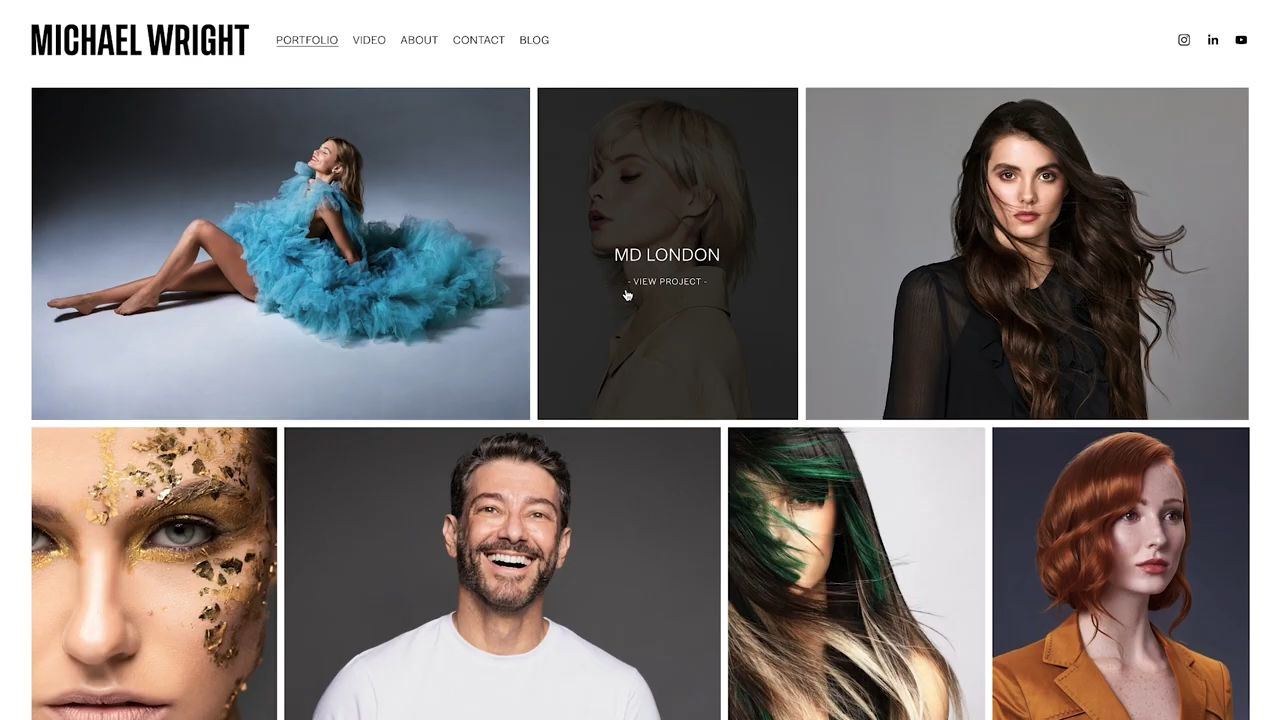 MICHAEL WRIGHT
PORTFOLIO VIDEO ABOUT CONTACT BLOG
MD LONDON
- VIEW PROJECT -